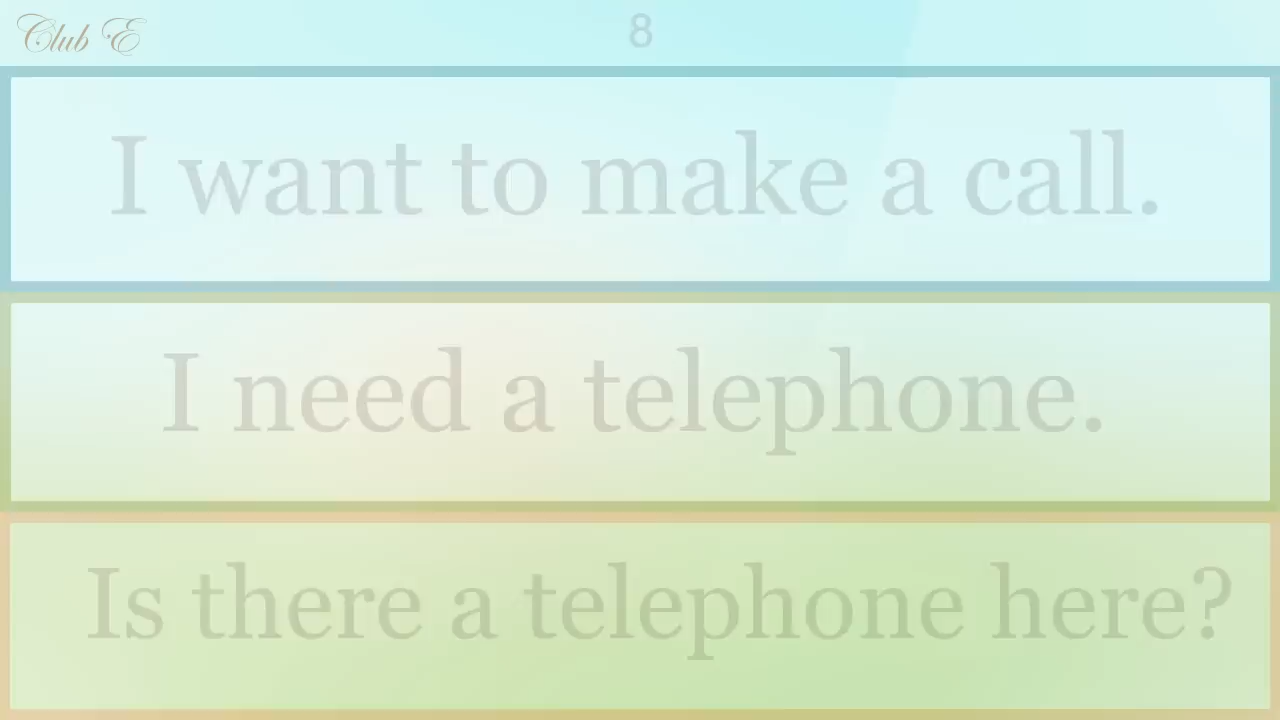 Club E
8
I want to make a call.
I need a telephone.
Is there a telephone here?